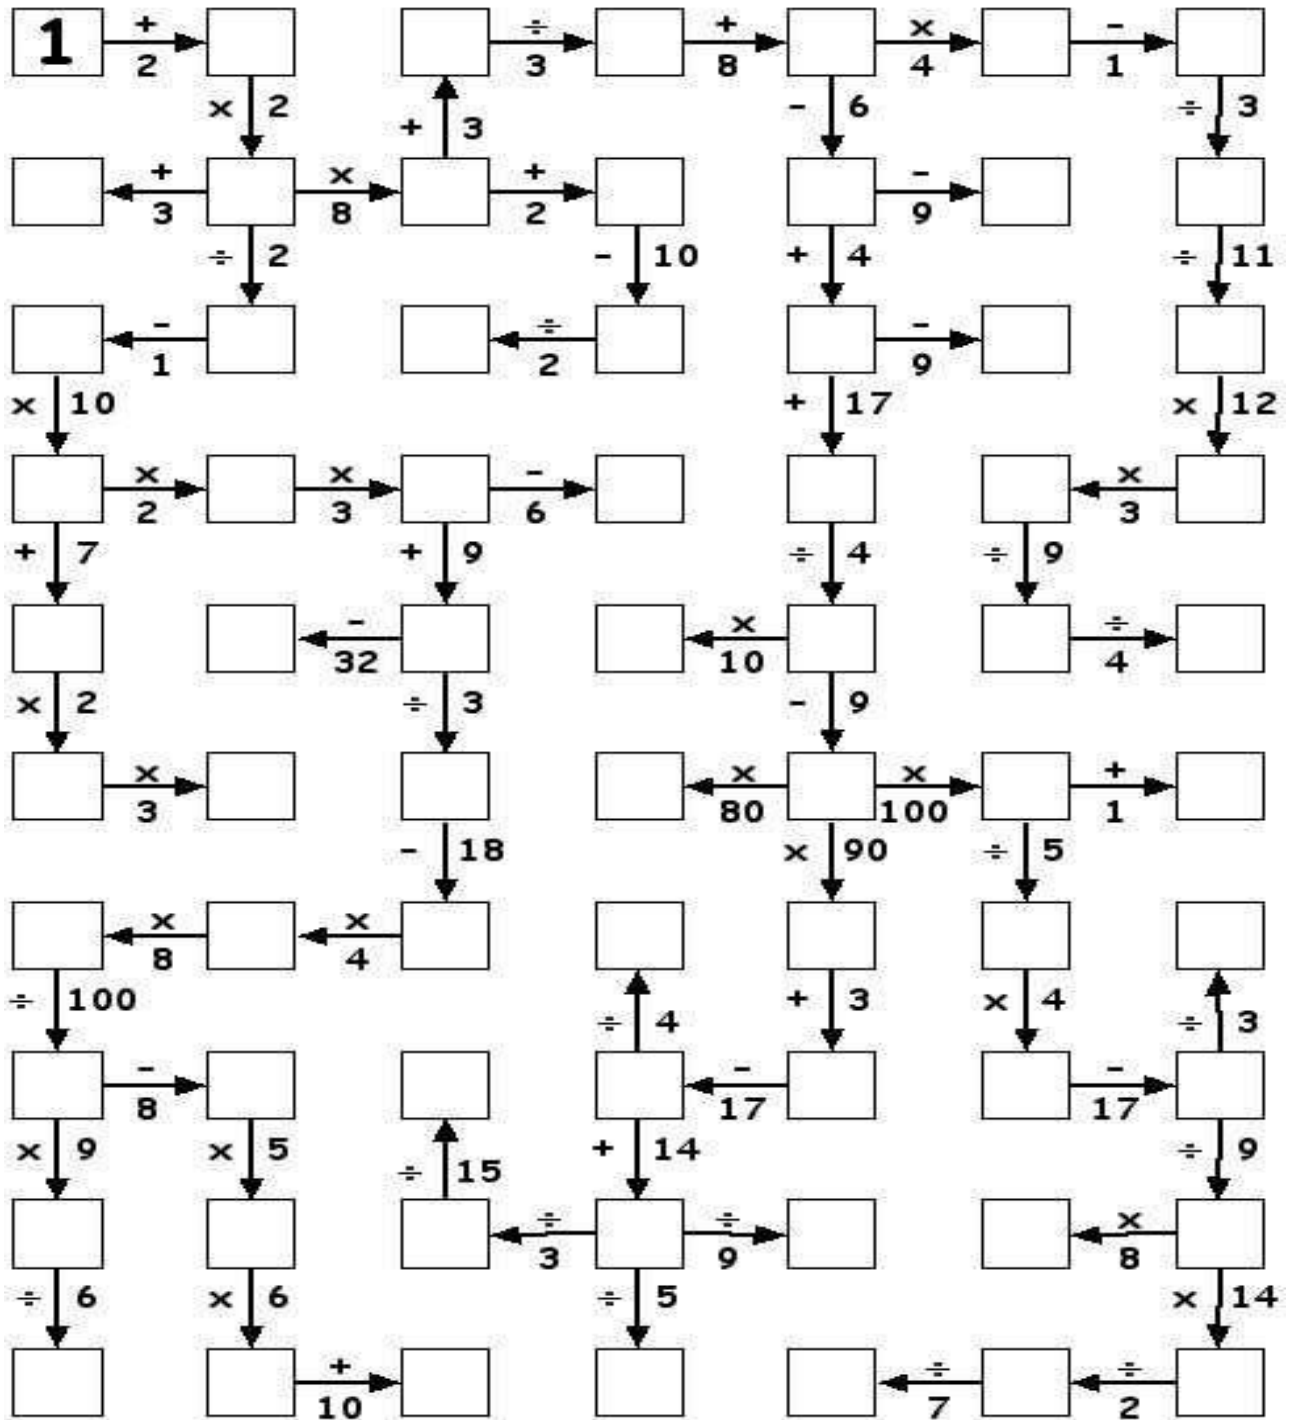 1 + 2 ÷ 3 + 8 × 4 - 1
× 2 + 3 - 6 ÷ 3
+ 3 × 8 + 2 - 9
÷ 2 - 10 + 4 ÷ 11
- 1 ÷ 2 - 9
× 10 + 17 × 12
× 2 × 3 - 6 × 3
+ 7 + 9 ÷ 4 ÷ 9
- 32 × 10 ÷ 4
× 2 ÷ 3 - 9
× 3 × 80 × 100 + 1
- 18 × 90 ÷ 5
× 8 × 4
÷ 100 ÷ 4 + 3 × 4 ÷ 3
- 8 - 17 - 17
× 9 × 5 ÷ 15 + 14 ÷ 9
÷ 3 ÷ 9 × 8
÷ 6 × 6 ÷ 5 × 14
+ 10 ÷ 7 ÷ 2